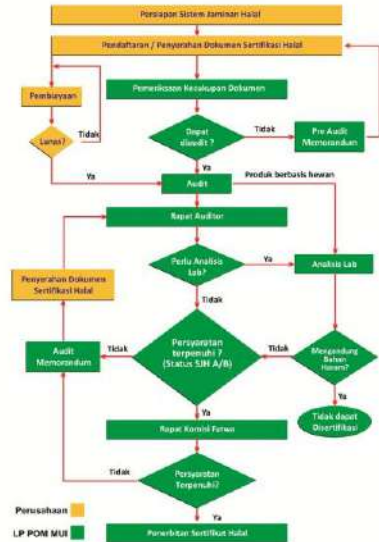 Persiapan Sistem Jaminan Halal
Pendaftaran / Penyerahan Dokumen Sertifikasi Halal
Pembiayaan
Pemeriksaan Kecukupan Dokumen
Lunas?
Tidak
Dapat
diaudit ?
Tidak
Pre Audit
Memorandum
Ya
Ya
Audit
Produk berbasis hewan
Rapat Auditor
Perlu Analisis
Lab?
Ya
Analisis Lab
Penyerahan Dokumen
Sertifikasi Halal
Tidak
Audit
Memorandum
Tidak
Persyaratan
terpenuhi ?
(Status SJH A/B)
Tidak
Mengandung
Bahan
Haram?
Ya
Ya
Tidak dapat
Disertifikasi
Rapat Komisi Fatwa
Tidak
Persyaratan
Terpenuhi?
Ya
Penerbitan Sertifikat Halal
Perusahaan
LP POM MUI